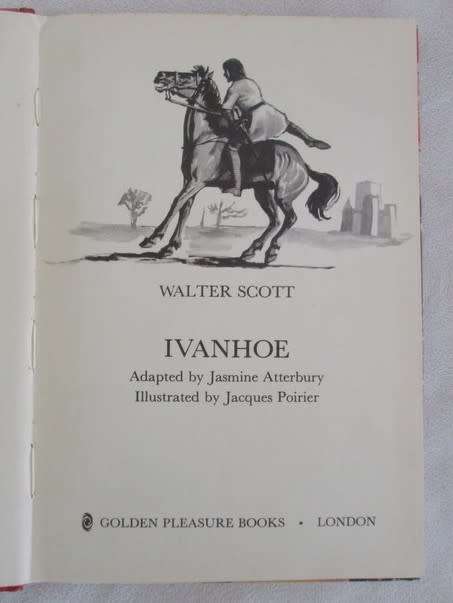 WALTER SCOTT
IVANHOE
Adapted by Jasmine Atterbury
Illustrated by Jacques Poirier
GOLDEN PLEASURE BOOKS • LONDON